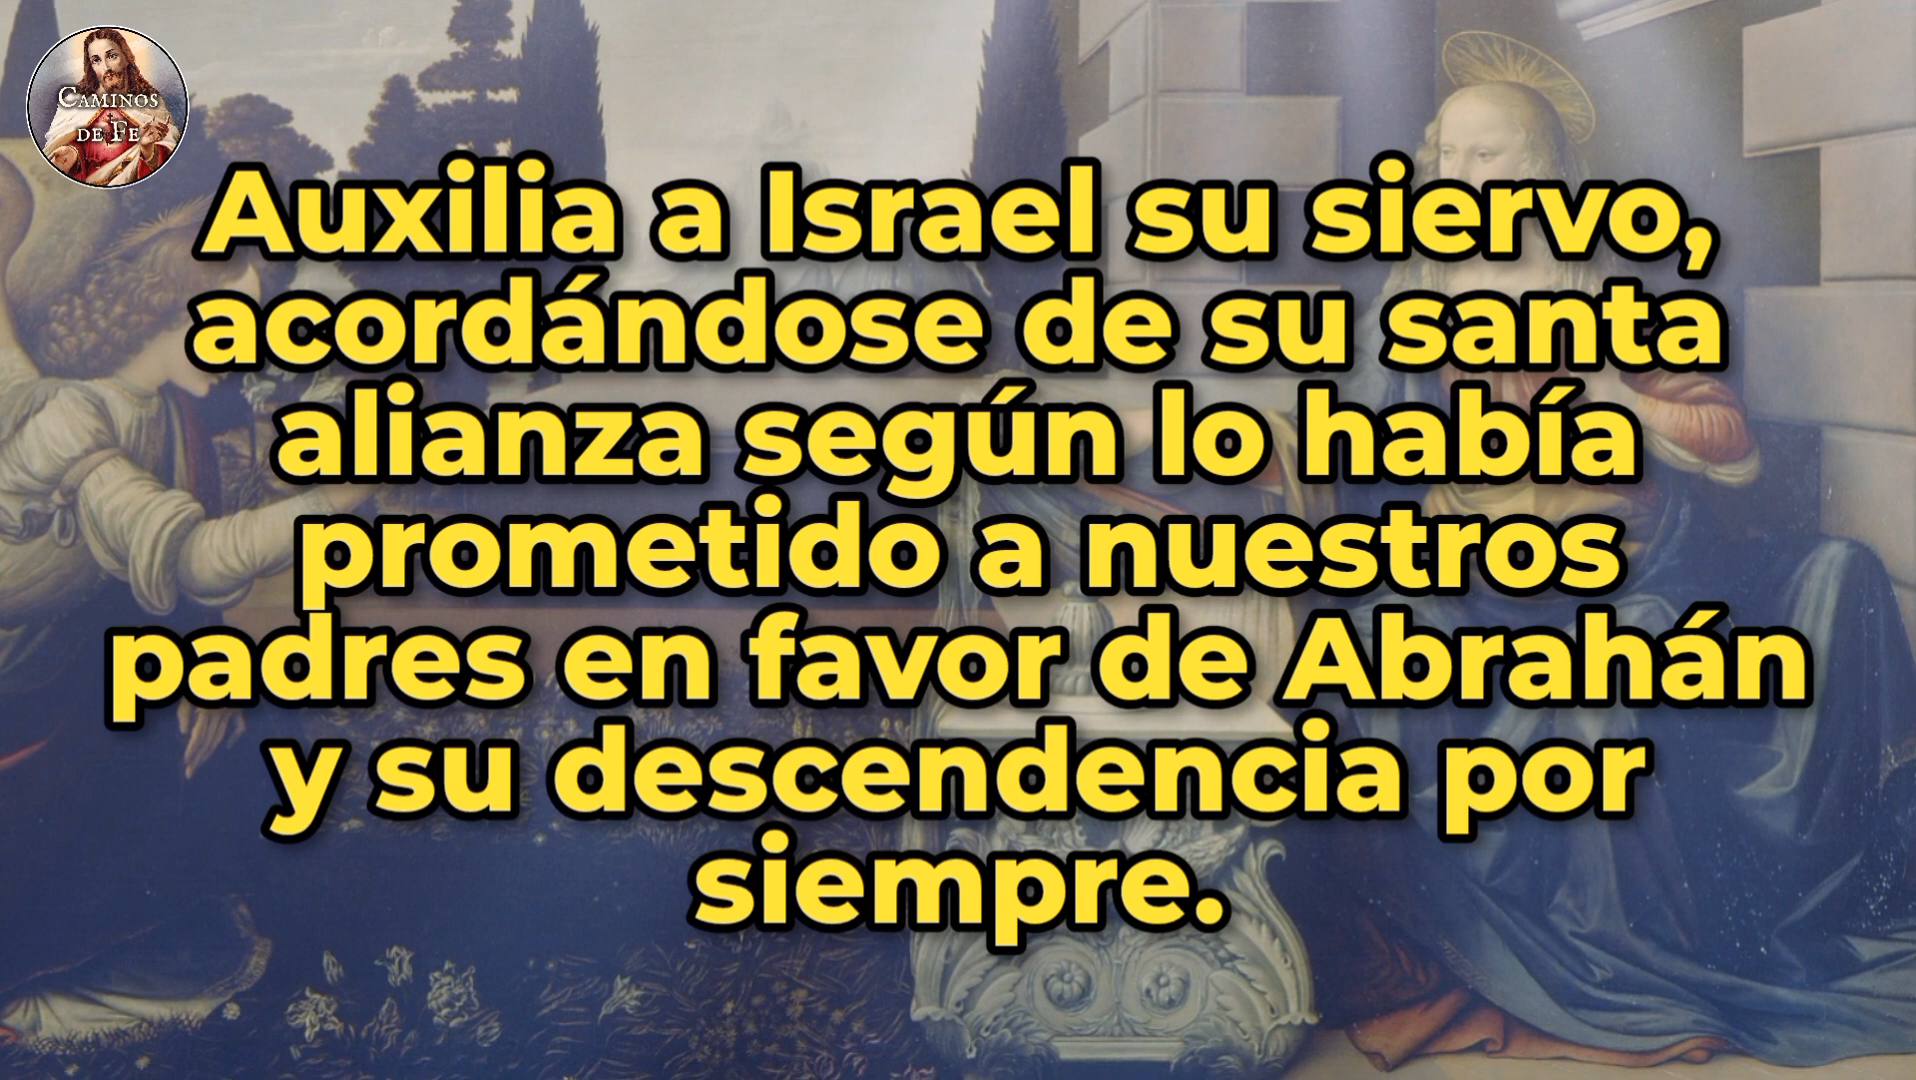 CAMINOS
DE FE
Auxilia a Israel su siervo,
acordándose de su santa
alianza según lo había
prometido a nuestros
padres en favor de Abrahán
y su descendencia por
siempre.